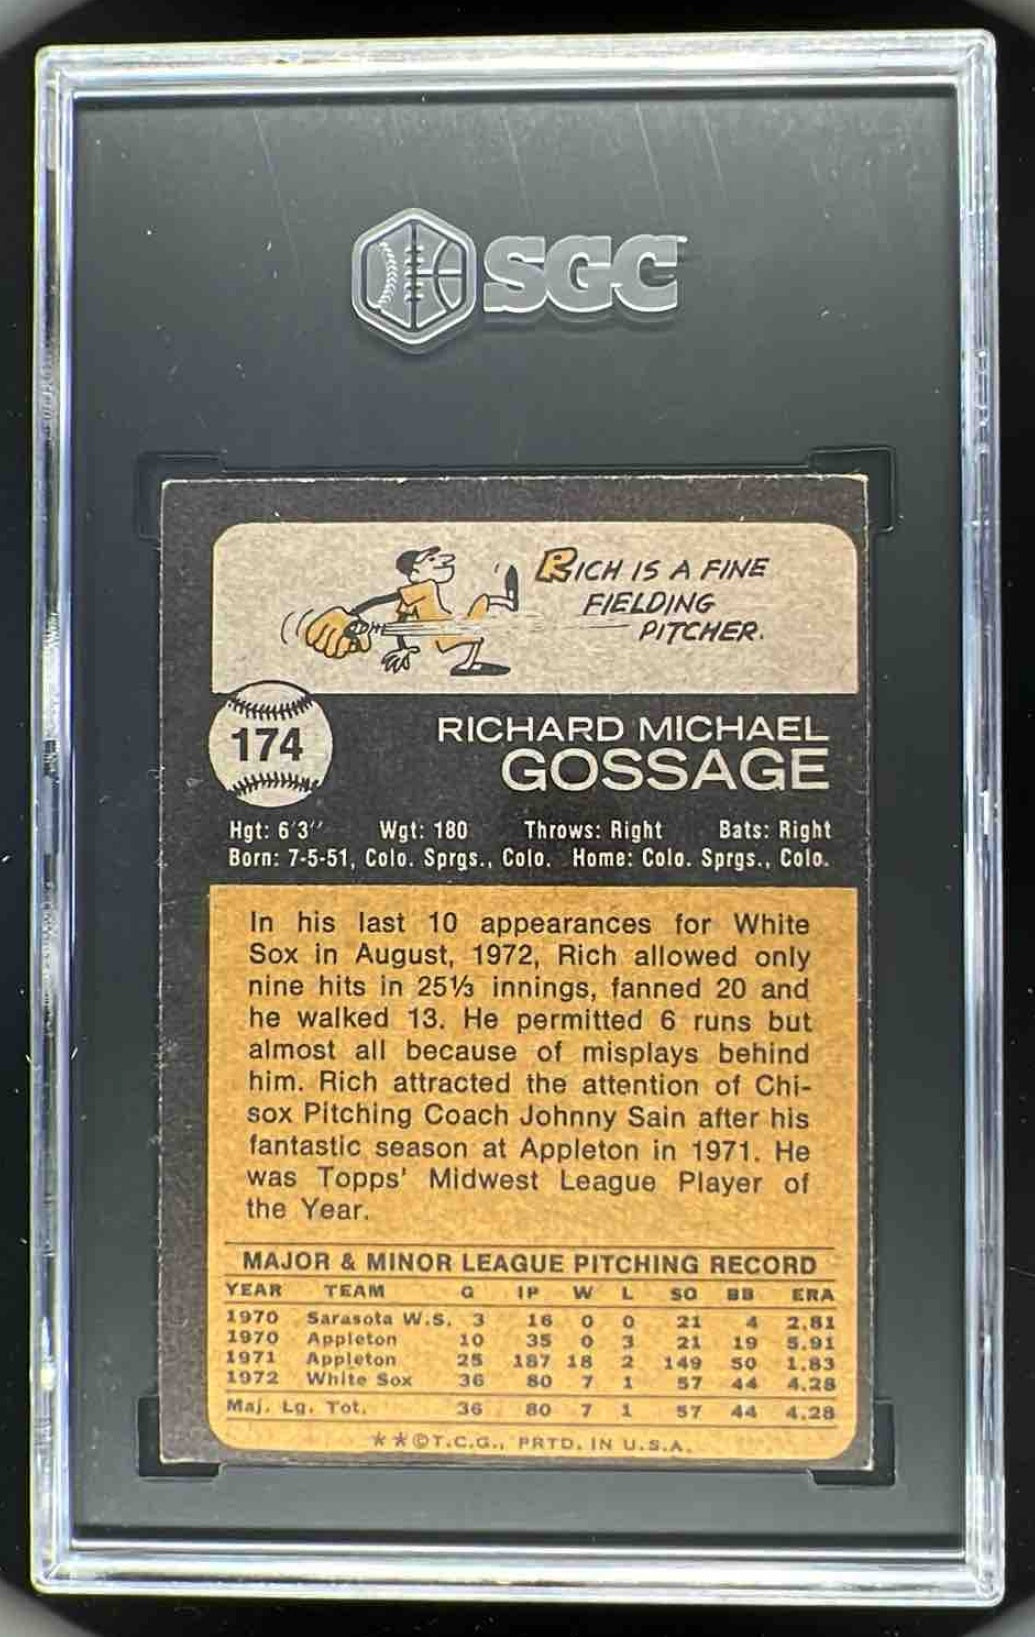 SGC
RICH IS A FINE
FIELDING
PITCHER.
174
RICHARD MICHAEL
GOSSAGE
Hgt: 6'3" Wgt: 180 Throws: Right Bats: Right
Born: 7-5-51, Colo. Sprgs., Colo. Home: Colo. Sprgs., Colo.
In his last 10 appearances for White
Sox in August, 1972, Rich allowed only
nine hits in 25⅓ innings, fanned 20 and
he walked 13. He permitted 6 runs but
almost all because of misplays behind
him. Rich attracted the attention of Chi-
sox Pitching Coach Johnny Sain after his
fantastic season at Appleton in 1971. He
was Topps' Midwest League Player of
the Year.
MAJOR & MINOR LEAGUE PITCHING RECORD
YEAR TEAM G IP W L SO BB ERA
1970 Sarasota W.S. 3 16 0 0 21 4 2.81
1970 Appleton 10 35 0 3 21 19 5.91
1971 Appleton 25 187 18 2 149 50 1.83
1972 White Sox 36 80 7 1 57 44 4.28
Maj. Lg. Tot. 36 80 7 1 57 44 4.28
**©T.C.G., PRTD. IN U.S.A.